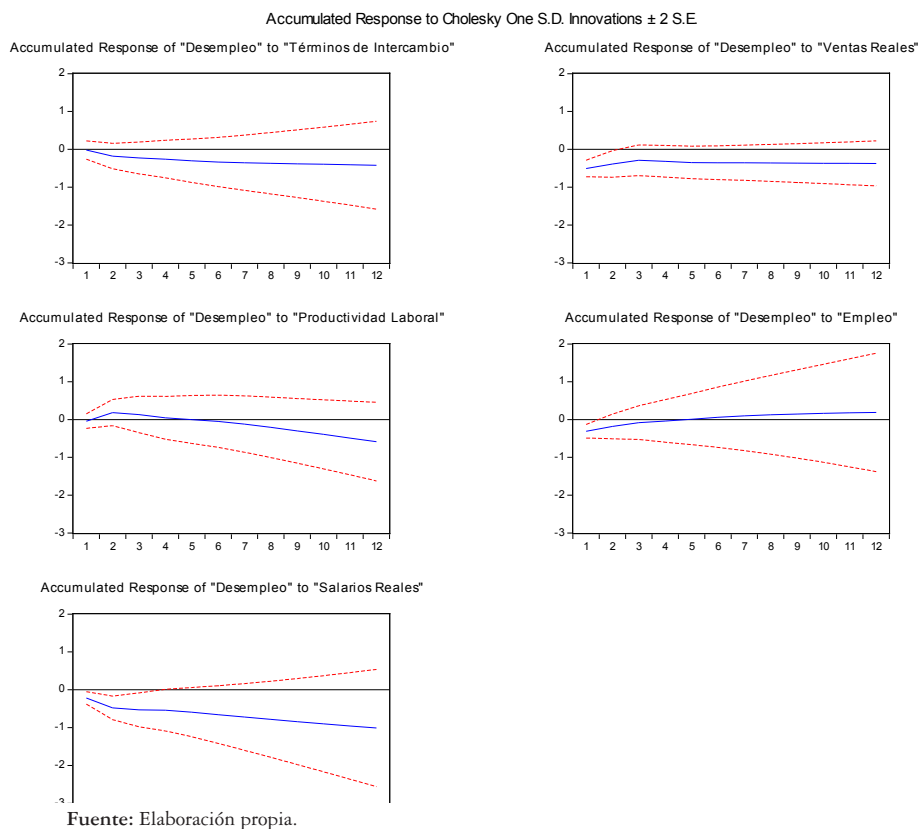 Accumulated Response to Cholesky One S.D. Innovations ± 2 S.E.
Accumulated Response of "Desempleo" to "Términos de Intercambio"
2
1
0
-1
-2
-3
1 2 3 4 5 6 7 8 9 10 11 12
Accumulated Response of "Desempleo" to "Ventas Reales"
2
1
0
-1
-2
-3
1 2 3 4 5 6 7 8 9 10 11 12
Accumulated Response of "Desempleo" to "Productividad Laboral"
2
1
0
-1
-2
-3
1 2 3 4 5 6 7 8 9 10 11 12
Accumulated Response of "Desempleo" to "Empleo"
2
1
0
-1
-2
-3
1 2 3 4 5 6 7 8 9 10 11 12
Accumulated Response of "Desempleo" to "Salarios Reales"
2
1
0
-1
-2
-3
Fuente: Elaboración propia.